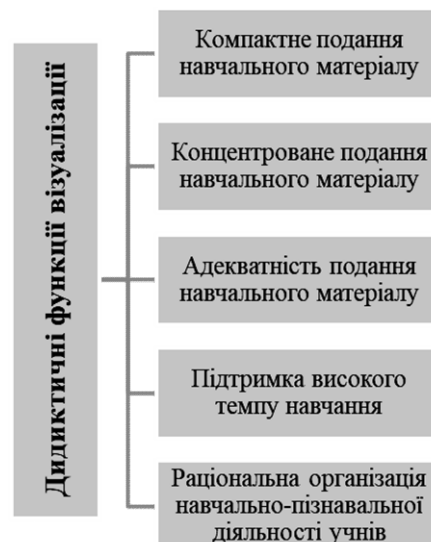 Дидиктичні функції візуалізації
Компактне подання
навчального матеріалу
Концентроване подання
навчального матеріалу
Адекватність подання
навчального матеріалу
Підтримка високого
темпу навчання
Раціональна організація
навчально-пізнавальної
діяльності учнів